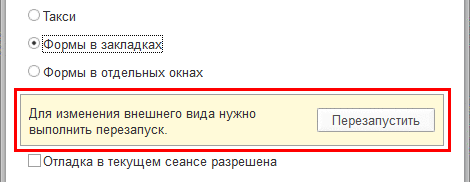 Такси
Формы в закладках
Формы в отдельных окнах
Для изменения внешнего вида нужно
выполнить перезапуск.
Перезапустить
Отладка в текущем сеансе разрешена